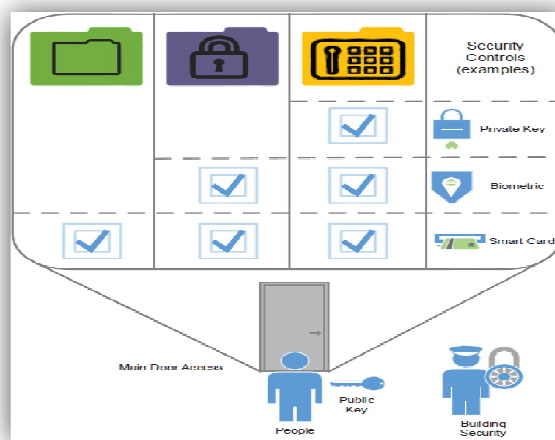 Security
Controls
(examples)
Private Key
Biometric
Smart Card
Main Door Access
Public
Key
People
Building
Security